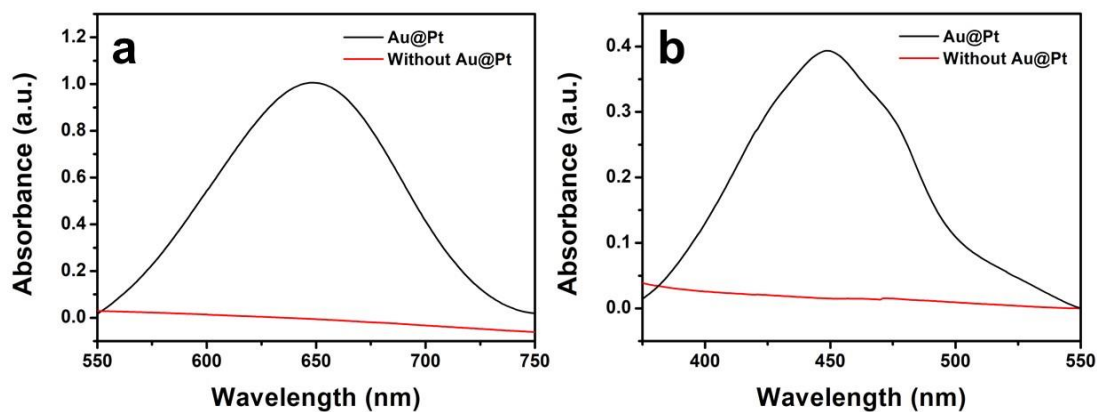 a
Au@Pt
Without Au@Pt
1.2
1.0
0.8
0.6
0.4
0.2
0.0
Absorbance (a.u.)
550 600 650 700 750
Wavelength (nm)
b
Au@Pt
Without Au@Pt
0.4
0.3
0.2
0.1
0.0
Absorbance (a.u.)
400 450 500 550
Wavelength (nm)